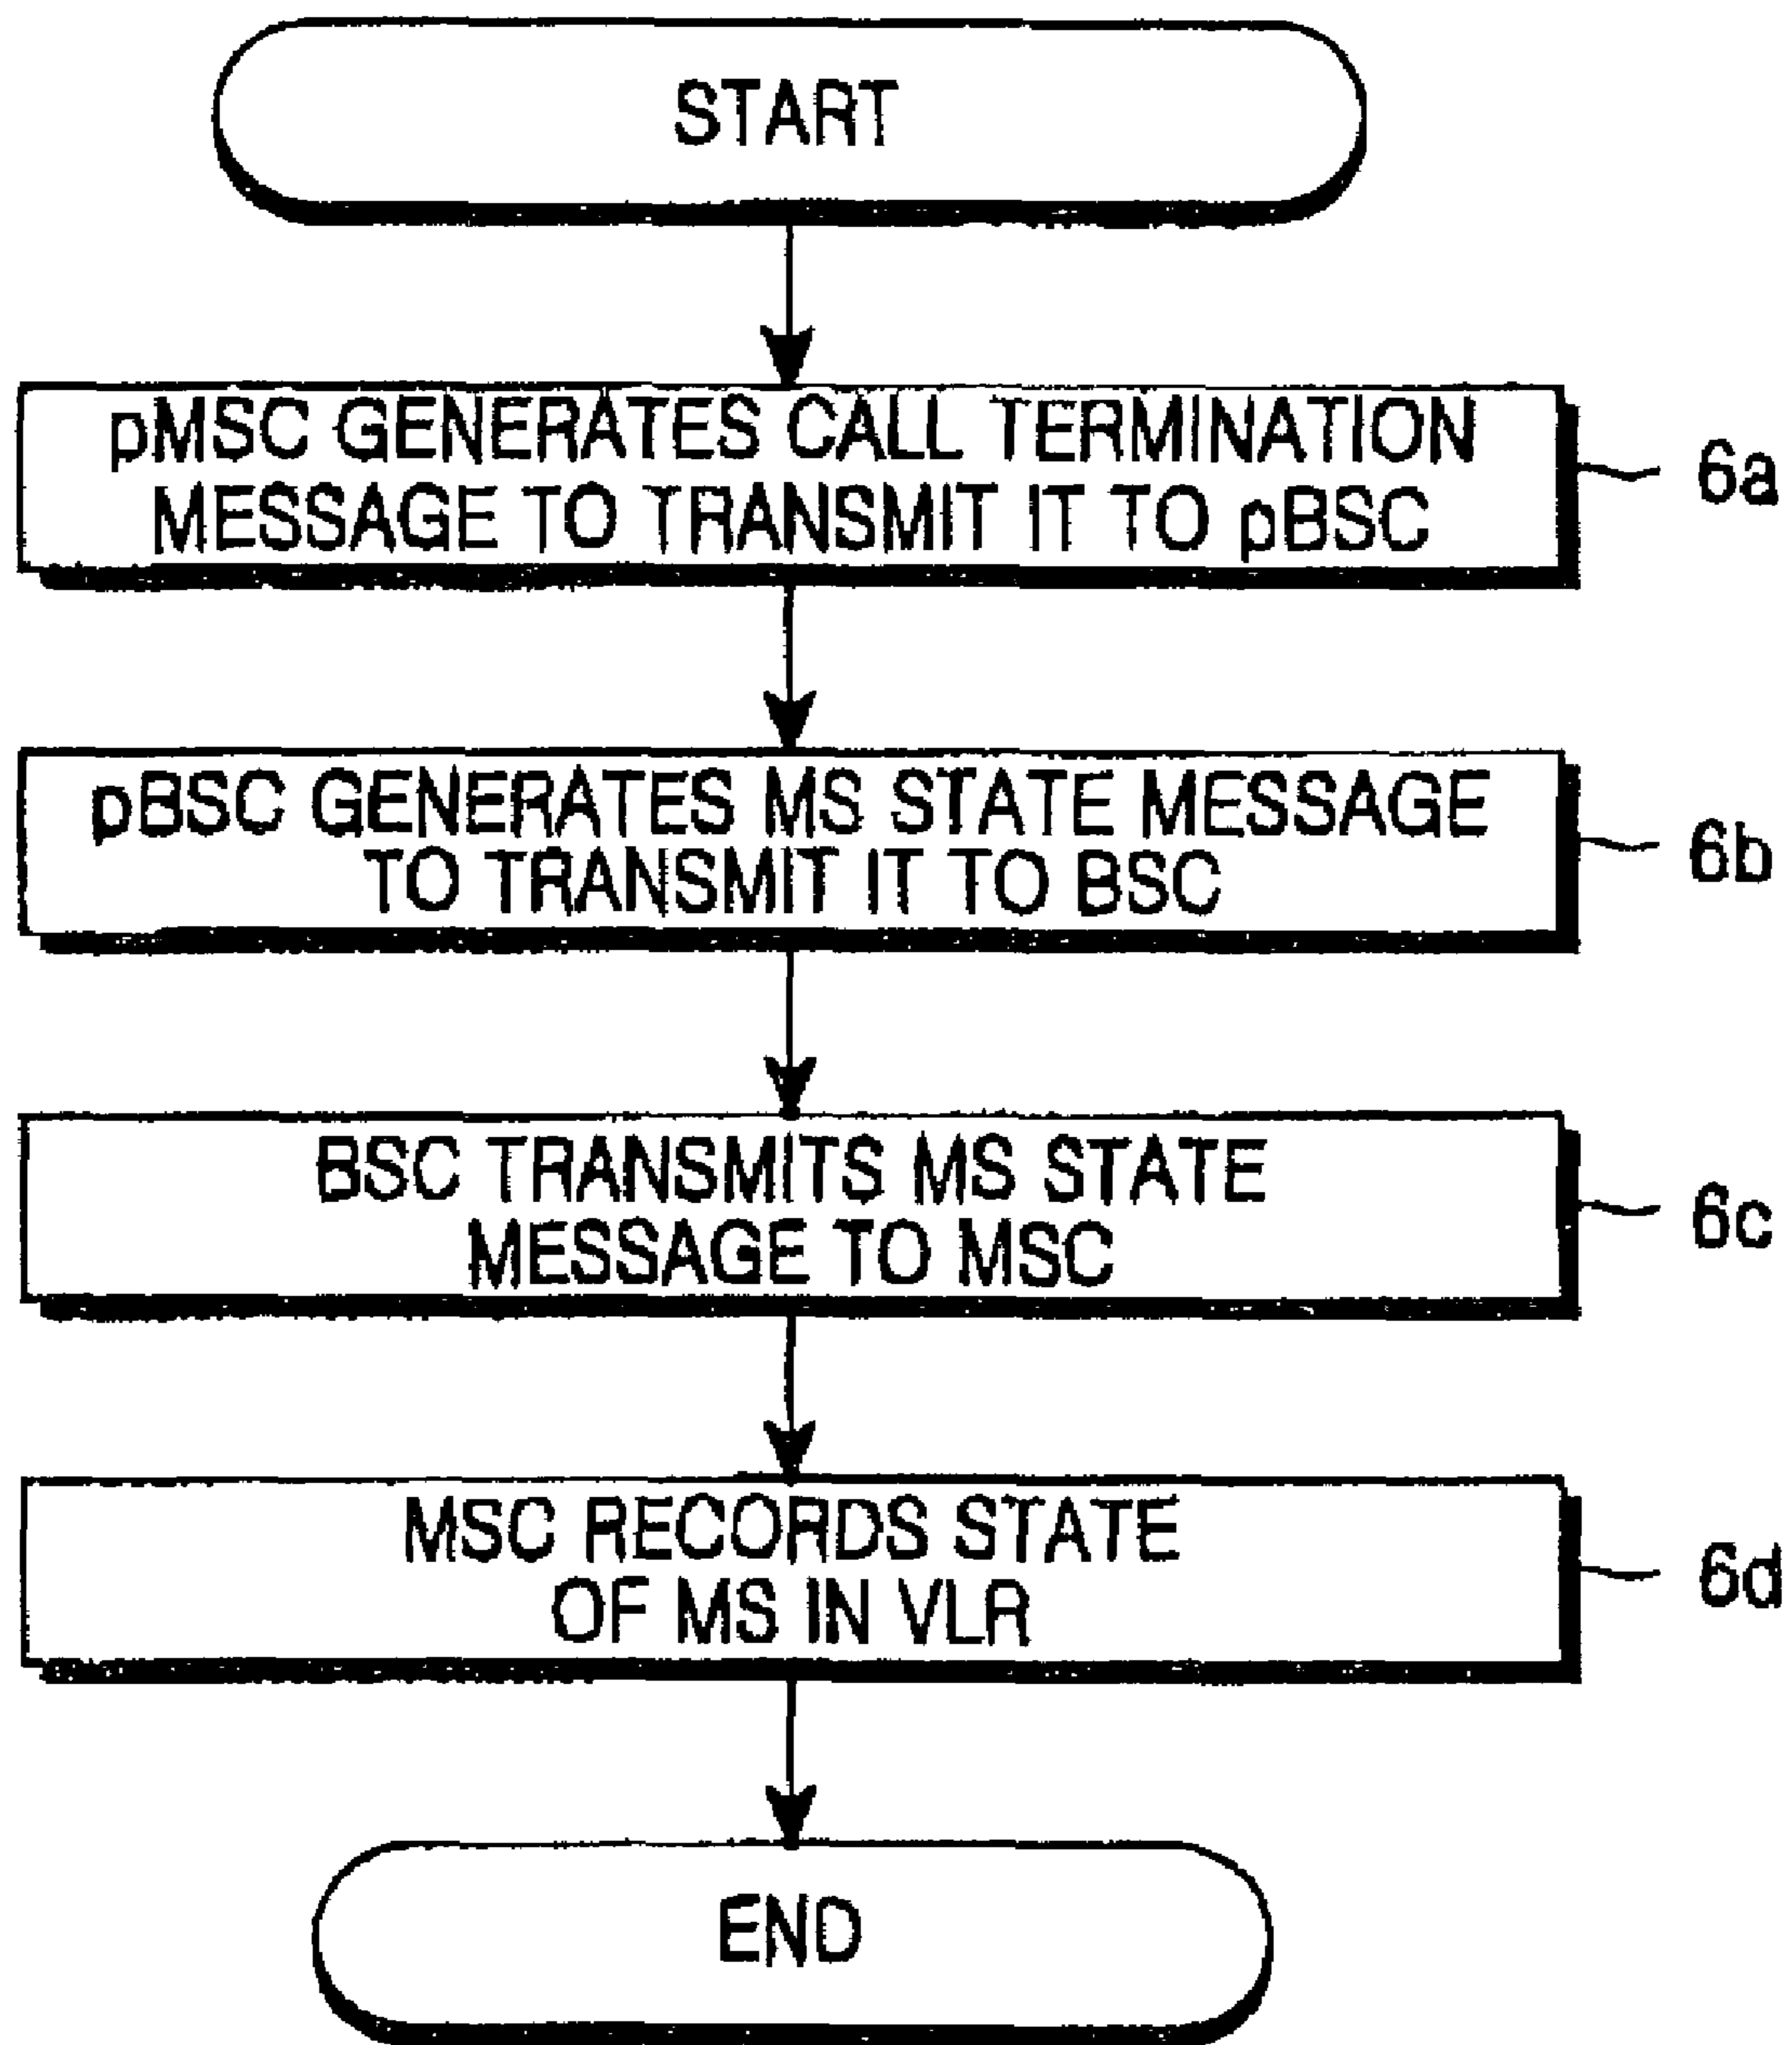 START
pMSC GENERATES CALL TERMINATION
MESSAGE TO TRANSMIT IT TO pBSC
6a
pBSC GENERATES MS STATE MESSAGE
TO TRANSMIT IT TO BSC
6b
BSC TRANSMITS MS STATE
MESSAGE TO MSC
6c
MSC RECORDS STATE
OF MS IN VLR
6d
END